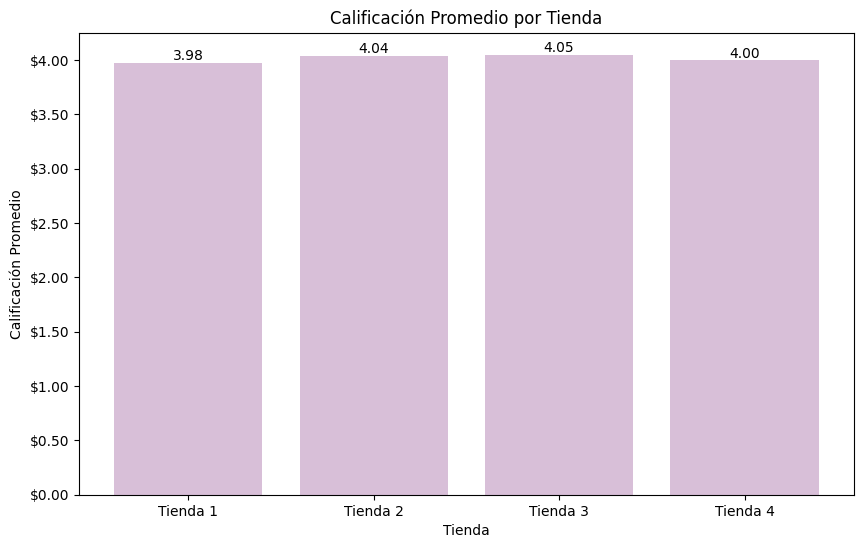 Calificación Promedio por Tienda
Calificación Promedio
$4.00
$3.50
$3.00
$2.50
$2.00
$1.50
$1.00
$0.50
$0.00
3.98
4.04
4.05
4.00
Tienda 1
Tienda 2
Tienda 3
Tienda 4
Tienda